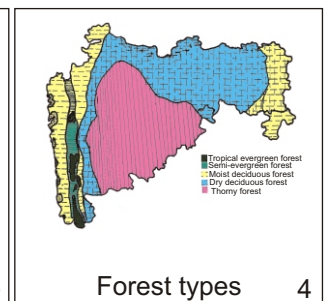 Tropical evergreen forest
Semi-evergreen forest
Moist deciduous forest
Dry deciduous forest
Thorny forest
Forest types 4